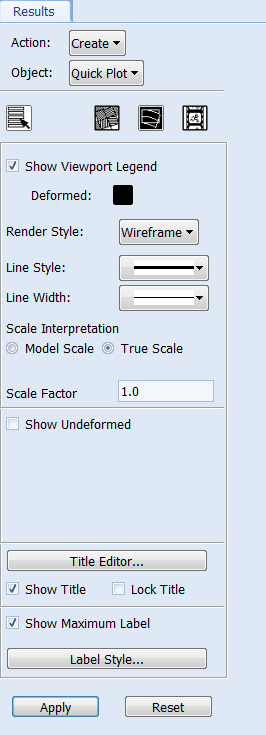 Results
Action: Create
Object: Quick Plot
Show Viewport Legend
Deformed:
Render Style: Wireframe
Line Style:
Line Width:
Scale Interpretation
Model Scale True Scale
Scale Factor 1.0
Show Undeformed
Title Editor...
Show Title Lock Title
Show Maximum Label
Label Style...
Apply Reset